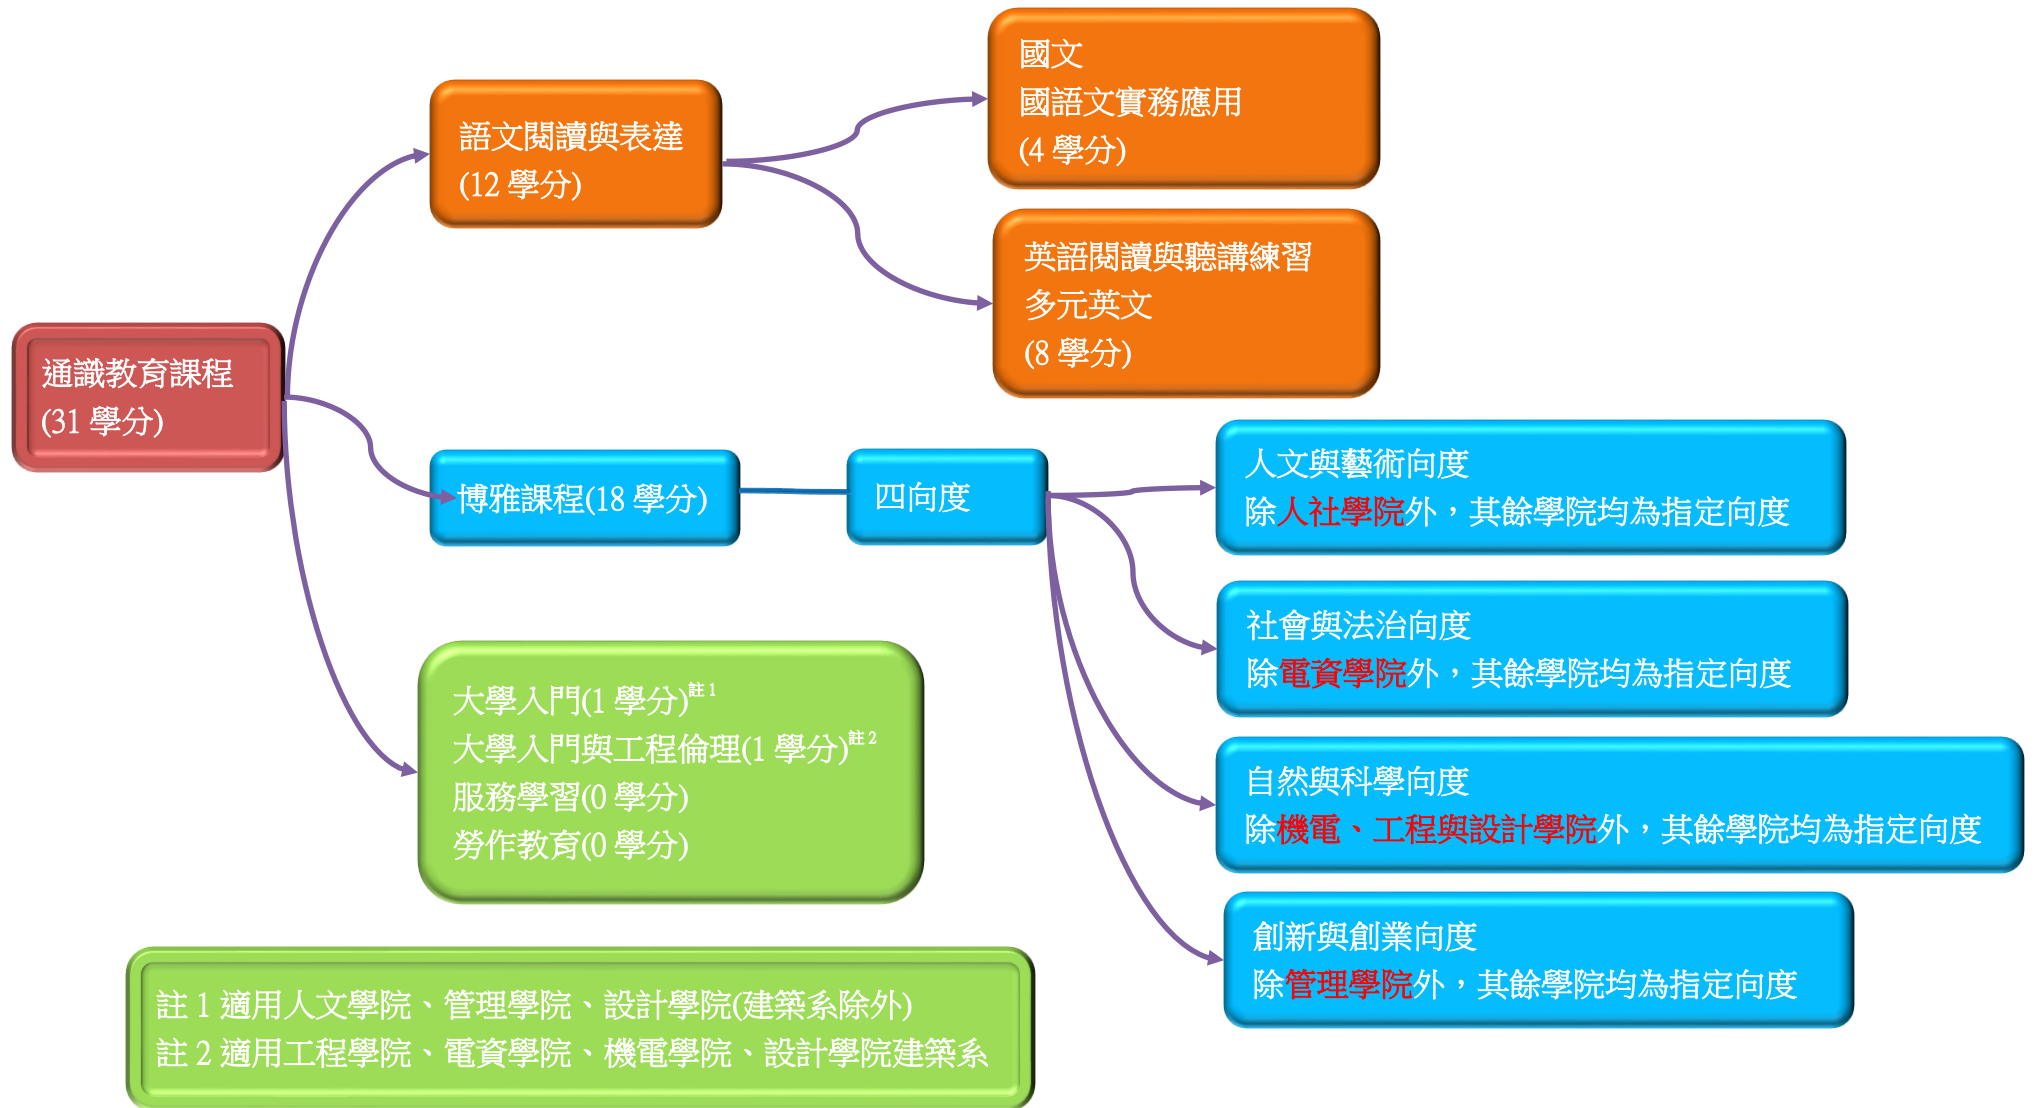 通識教育課程
(31 學分)
語文閱讀與表達
(12 學分)
國文
國語文實務應用
(4 學分)
英語閱讀與聽講練習
多元英文
(8 學分)
博雅課程(18 學分)
四向度
人文與藝術向度
除人社學院外，其餘學院均為指定向度
社會與法治向度
除電資學院外，其餘學院均為指定向度
自然與科學向度
除機電、工程與設計學院外，其餘學院均為指定向度
創新與創業向度
除管理學院外，其餘學院均為指定向度
大學入門(1 學分)註 1
大學入門與工程倫理(1 學分)註 2
服務學習(0 學分)
勞作教育(0 學分)
註 1 適用人文學院、管理學院、設計學院(建築系除外)
註 2 適用工程學院、電資學院、機電學院、設計學院建築系